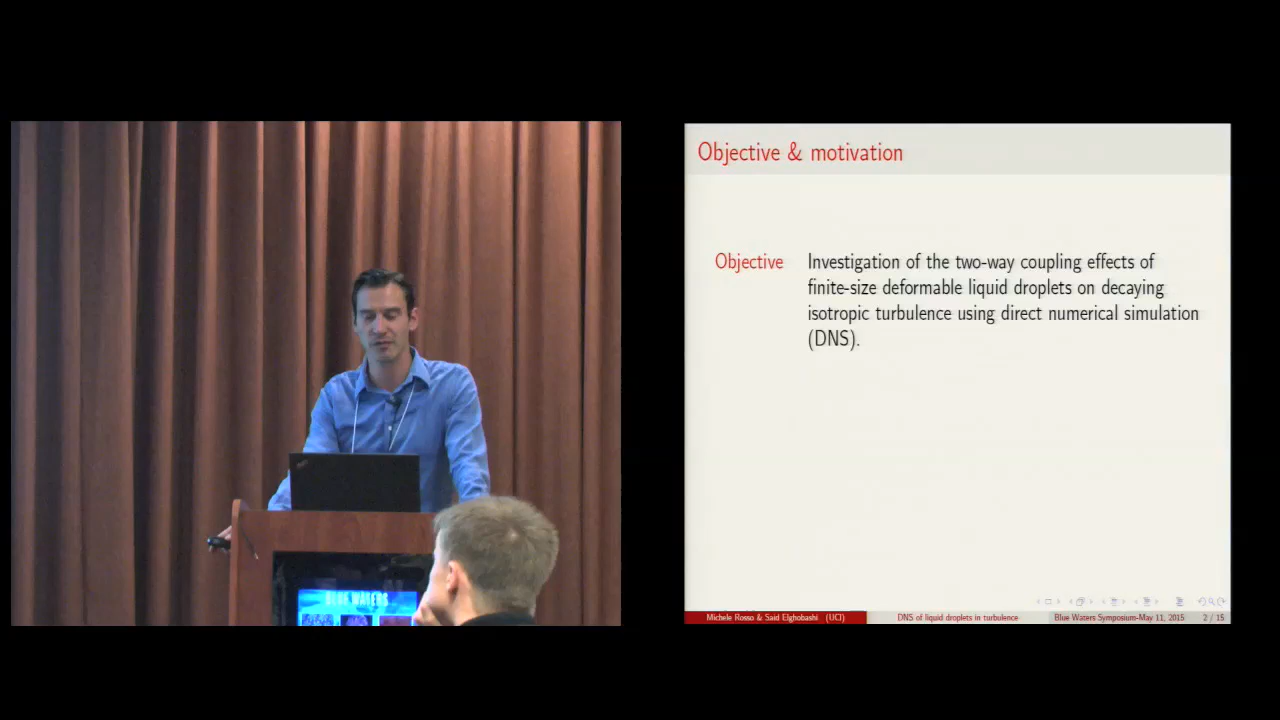 Objective & motivation
Objective
Investigation of the two-way coupling effects of
finite-size deformable liquid droplets on decaying
isotropic turbulence using direct numerical simulation
(DNS).
Michele Rosso & Said Elghobashi (UCI)
DNS of liquid droplets in turbulence
Blue Waters Symposium-May 11, 2015
2 / 15
BLUE WATERS